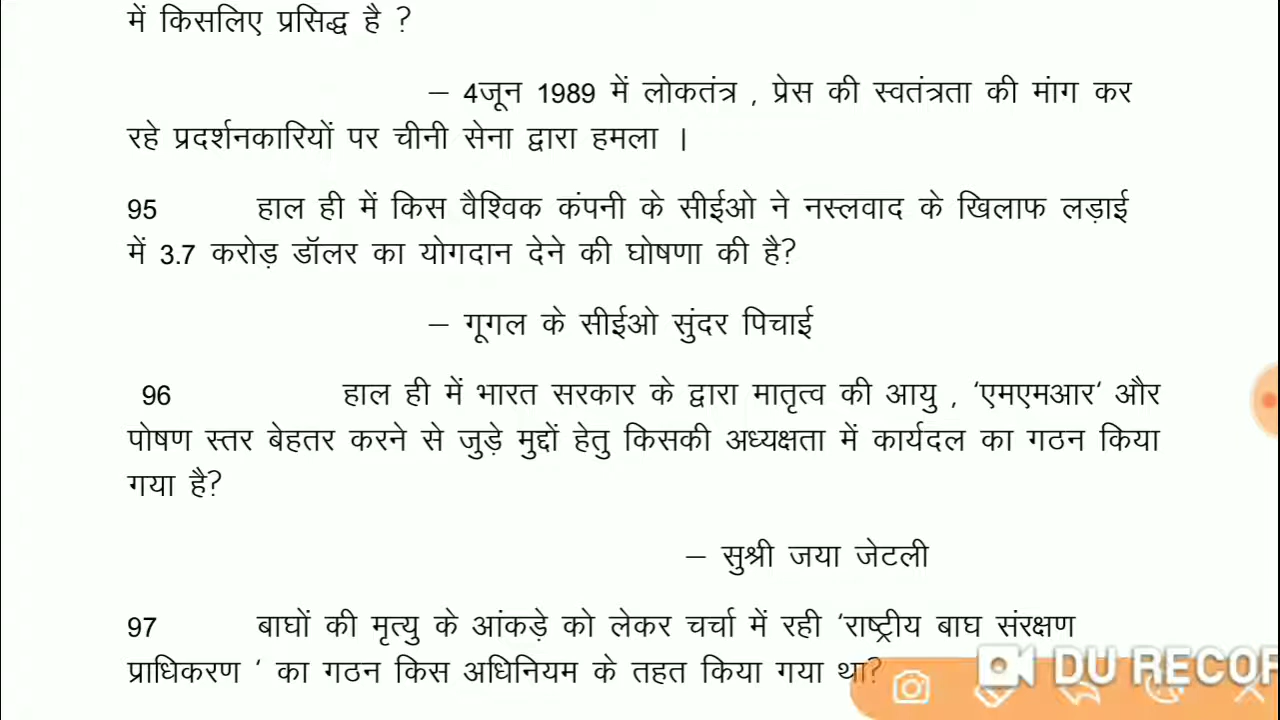 में किसलिए प्रसिद्ध है ?
– 4जून 1989 में लोकतंत्र , प्रेस की स्वतंत्रता की मांग कर
रहे प्रदर्शनकारियों पर चीनी सेना द्वारा हमला ।
95 हाल ही में किस वैश्विक कंपनी के सीईओ ने नस्लवाद के खिलाफ लड़ाई
में 3.7 करोड़ डॉलर का योगदान देने की घोषणा की है?
– गूगल के सीईओ सुंदर पिचाई
96 हाल ही में भारत सरकार के द्वारा मातृत्व की आयु , ‘एमएमआर‘ और
पोषण स्तर बेहतर करने से जुड़े मुद्दों हेतु किसकी अध्यक्षता में कार्यदल का गठन किया
गया है?
– सुश्री जया जेटली
97 बाघों की मृत्यु के आंकड़े को लेकर चर्चा में रही ‘राष्ट्रीय बाघ संरक्षण
प्राधिकरण ‘ का गठन किस अधिनियम के तहत किया गया था?
DU RECOR